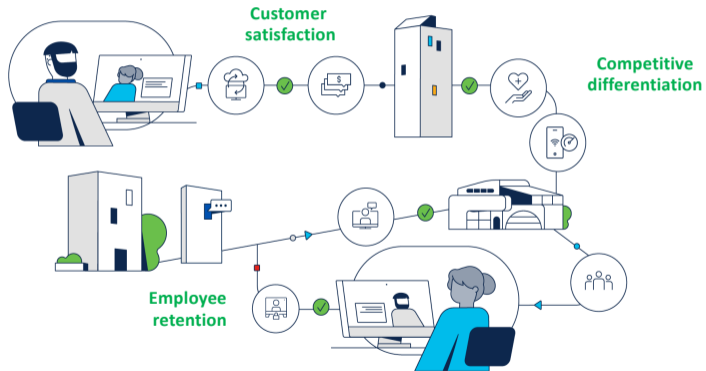 Customer
satisfaction
Competitive
differentiation
$
Employee
retention